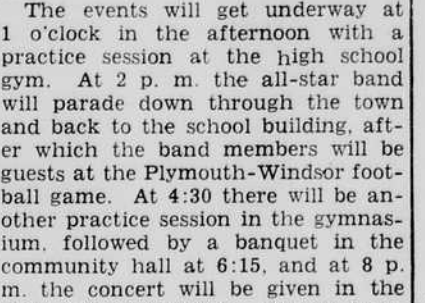 The events will get underway at
1 o'clock in the afternoon with a
practice session at the high school
gym. At 2 p. m. the all-star band
will parade down through the town
and back to the school building, aft-
er which the band members will be
guests at the Plymouth-Windsor foot-
ball game. At 4:30 there will be an-
other practice session in the gymnas-
ium, followed by a banquet in the
community hall at 6:15, and at 8 p.
m. the concert will be given in the